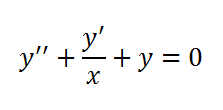 y'' + y'/x + y = 0